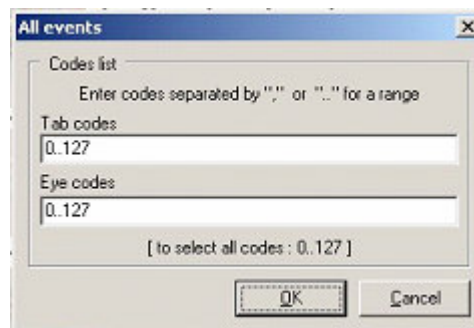 All events
Codes list
Enter codes separated by "," or ".." for a range
Tab codes
0..127
Eye codes
0..127
[ to select all codes : 0..127 ]
OK
Cancel